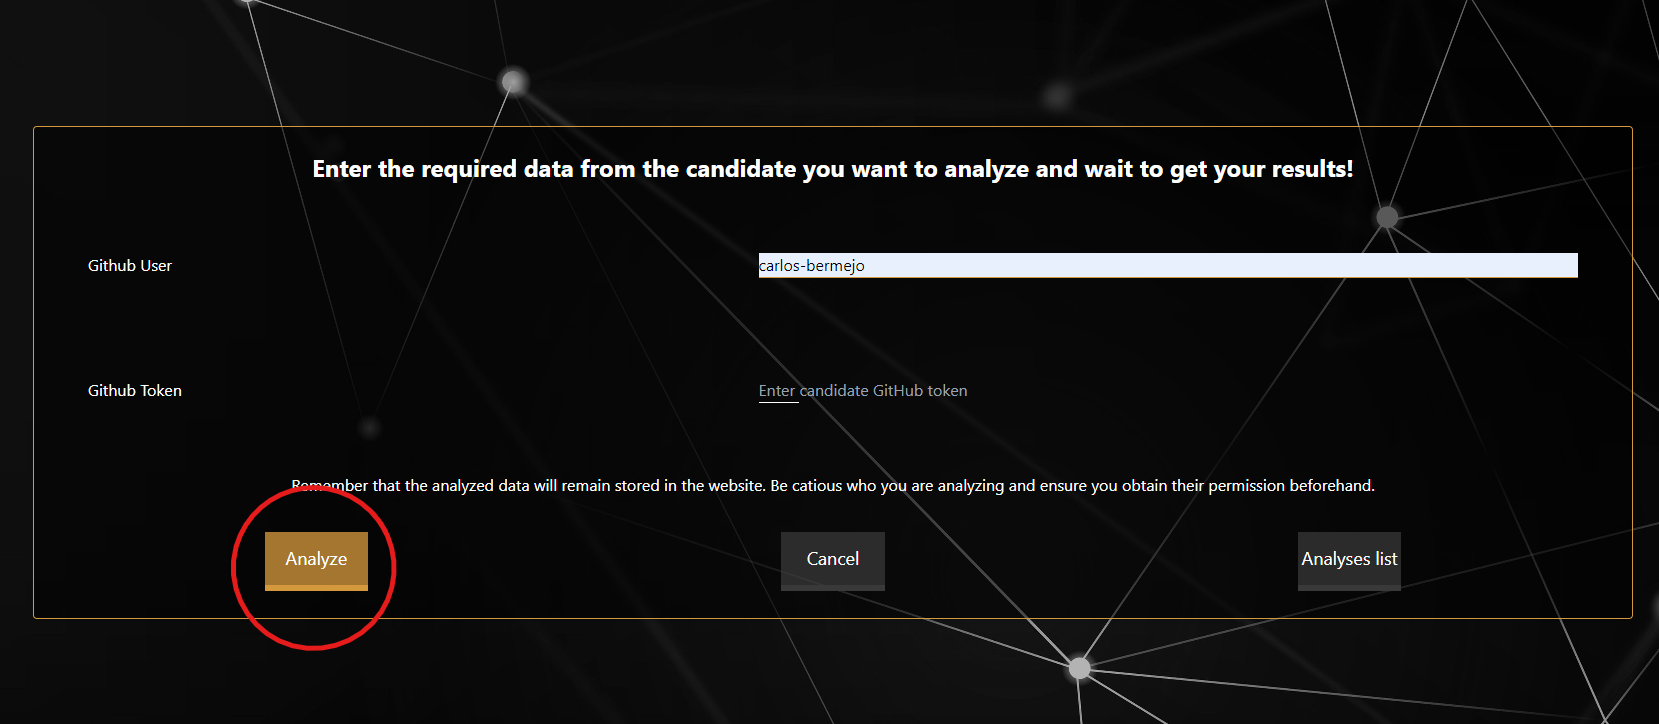 Enter the required data from the candidate you want to analyze and wait to get your results!
Github User
carlos-bermejo
Github Token
Enter candidate GitHub token
Remember that the analyzed data will remain stored in the website. Be catious who you are analyzing and ensure you obtain their permission beforehand.
Analyze
Cancel
Analyses list